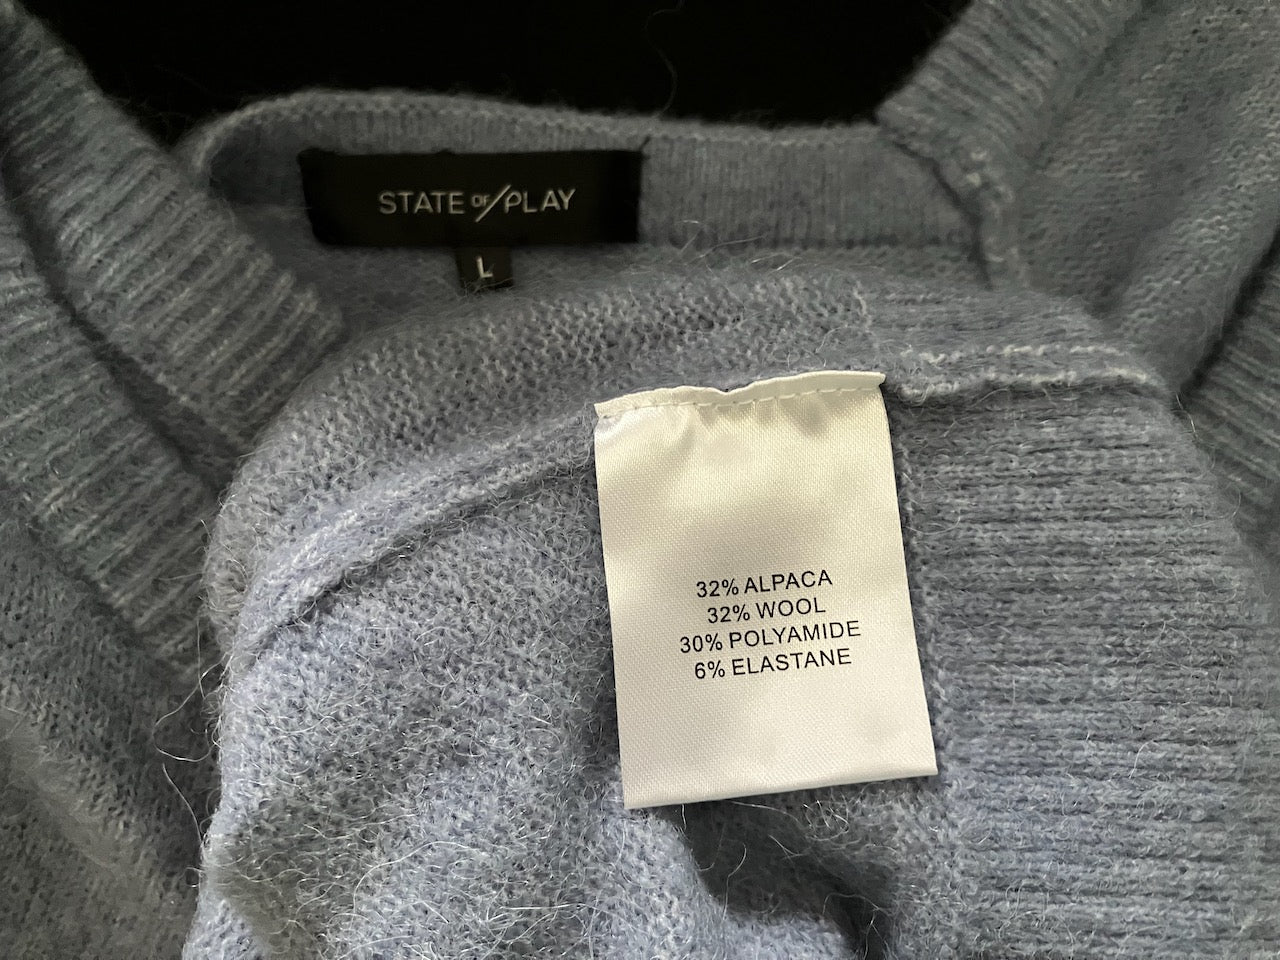 STATE OF/PLAY
L
32% ALPACA
32% WOOL
30% POLYAMIDE
6% ELASTANE